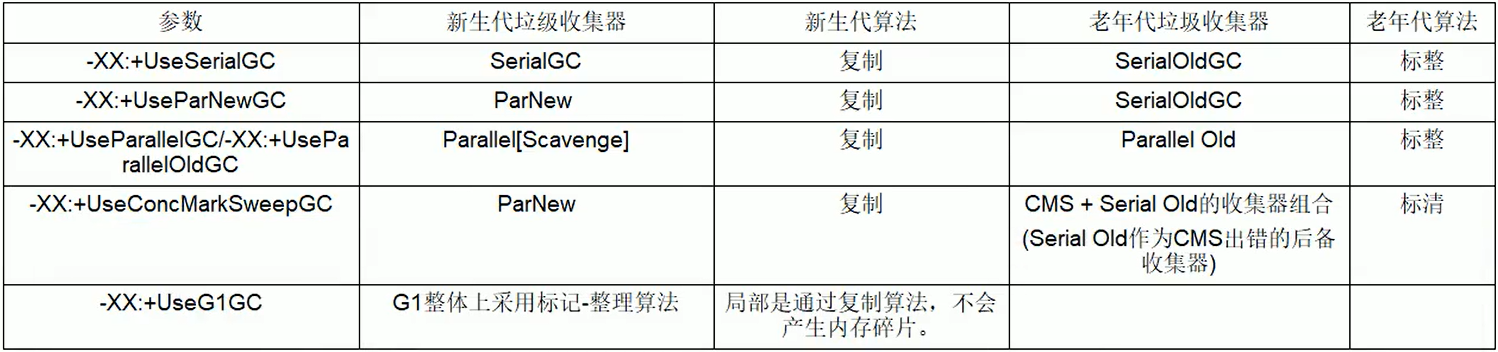 参数 新生代垃级收集器 新生代算法 老年代垃圾收集器 老年代算法
-XX:+UseSerialGC SerialGC 复制 SerialOldGC 标整
-XX:+UseParNewGC ParNew 复制 SerialOldGC 标整
-XX:+UseParallelGC/-XX:+UsePa
rallelOldGC
Parallel[Scavenge] 复制 Parallel Old 标整
-XX:+UseConcMarkSweepGC ParNew 复制 CMS + Serial Old的收集器组合 标清
(Serial Old作为CMS出错的后备
收集器)
-XX:+UseG1GC G1整体上采用标记-整理算法 局部是通过复制算法，不会
产生内存碎片。